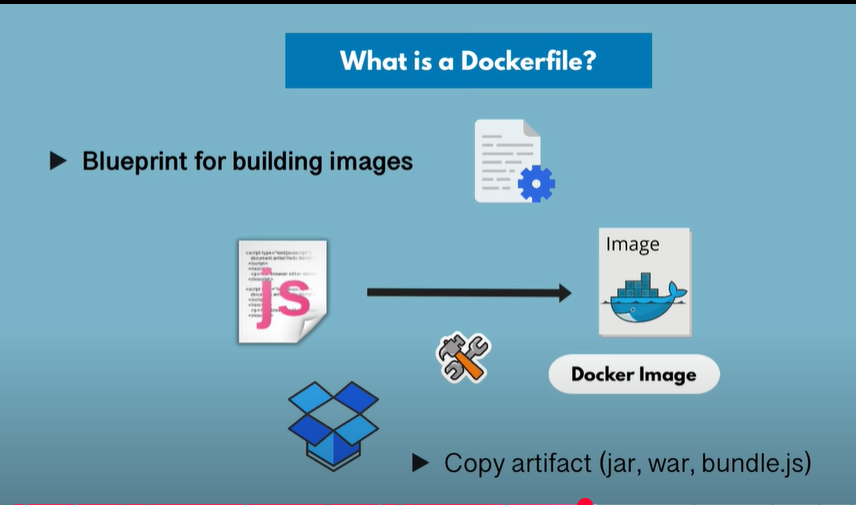 What is a Dockerfile?
▶ Blueprint for building images
Image
js
Docker Image
▶ Copy artifact (jar, war, bundle.js)